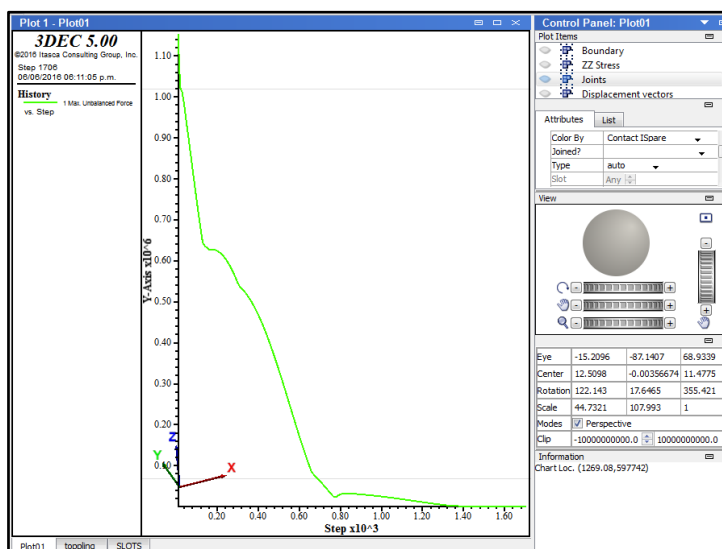 Plot 1 - Plot01
3DEC 5.00
©2016 Itasca Consulting Group, Inc.
Step 1706
06/06/2016 06:11:05 p.m.
History
1 Max. Unbalanced Force
vs. Step
1.10
1.00
0.90
0.80
0.70
0.60
0.50
0.40
0.30
0.20
0.10
Y-Axis x10^6
Z
Y
X
0.20 0.40 0.60 0.80 1.00 1.20 1.40 1.60
Step x10^3
Plot01 toppling SLOTS
Control Panel: Plot01
Plot Items
Boundary
ZZ Stress
Joints
Displacement vectors
Attributes List
Color By Contact ISpare
Joined?
Type auto
Slot Any
View
Eye -15.2096 -87.1407 68.9339
Center 12.5098 -0.00356674 11.4775
Rotation 122.143 17.6465 355.421
Scale 44.7321 107.993 1
Modes Perspective
Clip -10000000000.0 10000000000.0
Information
Chart Loc. (1269.08,597742)